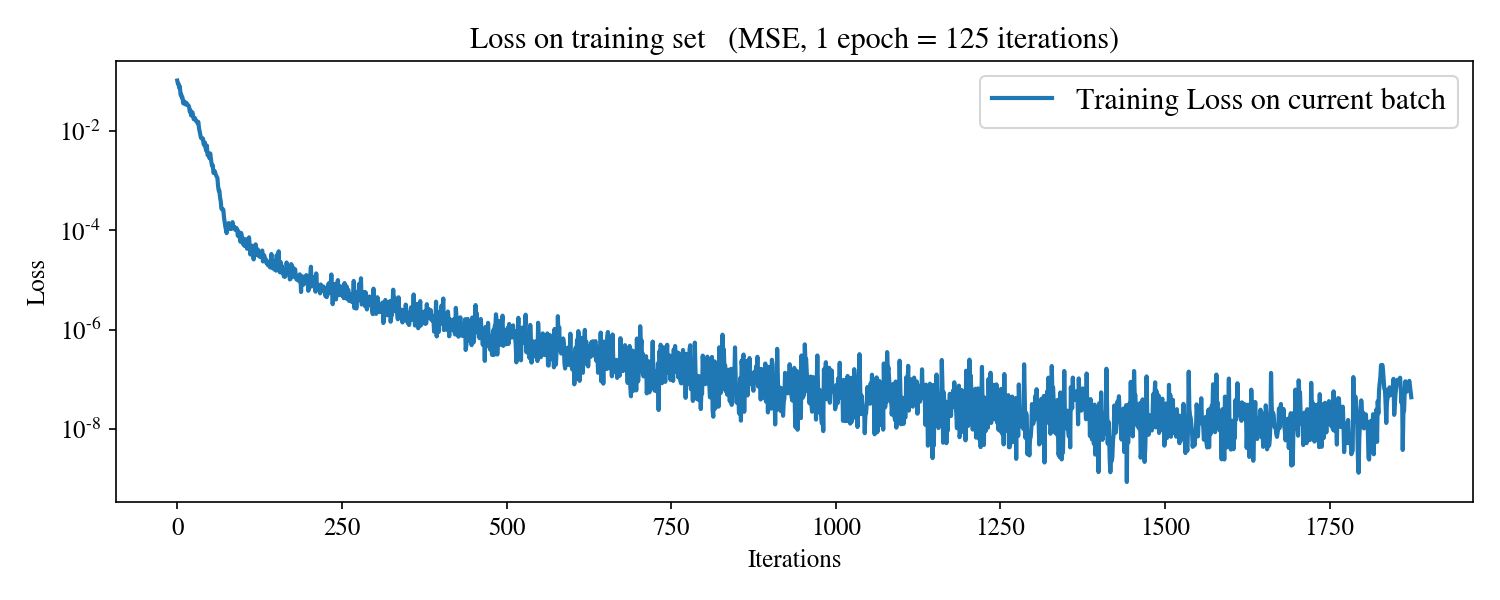 Loss on training set (MSE, 1 epoch = 125 iterations)
Training Loss on current batch
Loss
10^-2
10^-4
10^-6
10^-8
0 250 500 750 1000 1250 1500 1750
Iterations